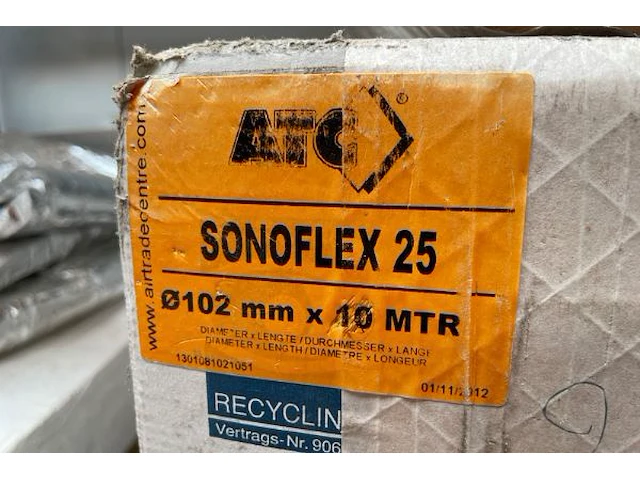 ATC®
www.airtradecentre.com
SONOFLEX 25
Ø102 mm x 10 MTR
DIAMETER x LENGTE / DURCHMESSER x LANGE
DIAMETER x LENGTH / DIAMETRE x LONGEUR
1301081021051
01/11/2012
RECYCLIN
Vertrags-Nr. 906